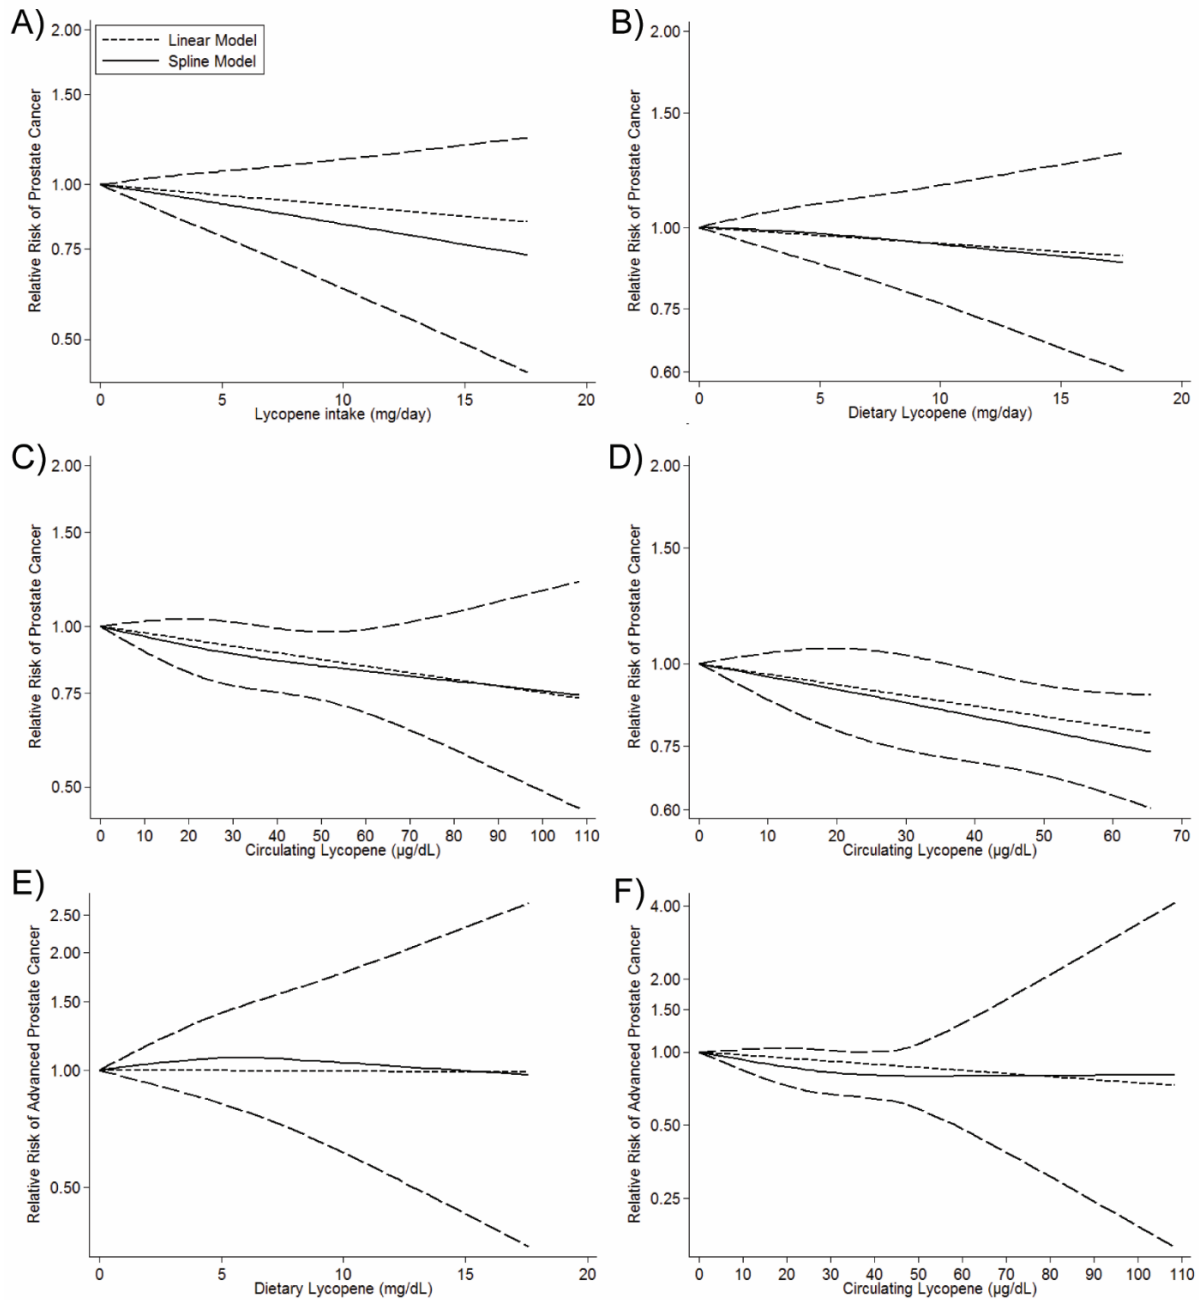 A)
2.00
1.50
1.00
0.75
0.50
Relative Risk of Prostate Cancer
Linear Model
Spline Model
0 5 10 15 20
Lycopene intake (mg/day)
B)
2.00
1.50
1.00
0.75
0.60
Relative Risk of Prostate Cancer
0 5 10 15 20
Dietary Lycopene (mg/day)
C)
2.00
1.50
1.00
0.75
0.50
Relative Risk of Prostate Cancer
0 10 20 30 40 50 60 70 80 90 100 110
Circulating Lycopene (µg/dL)
D)
2.00
1.50
1.00
0.75
0.60
Relative Risk of Prostate Cancer
0 10 20 30 40 50 60 70
Circulating Lycopene (µg/dL)
E)
2.50
2.00
1.50
1.00
0.50
Relative Risk of Advanced Prostate Cancer
0 5 10 15 20
Dietary Lycopene (mg/day)
F)
4.00
2.00
1.50
1.00
0.50
0.25
Relative Risk of Advanced Prostate Cancer
0 10 20 30 40 50 60 70 80 90 100 110
Circulating Lycopene (µg/dL)